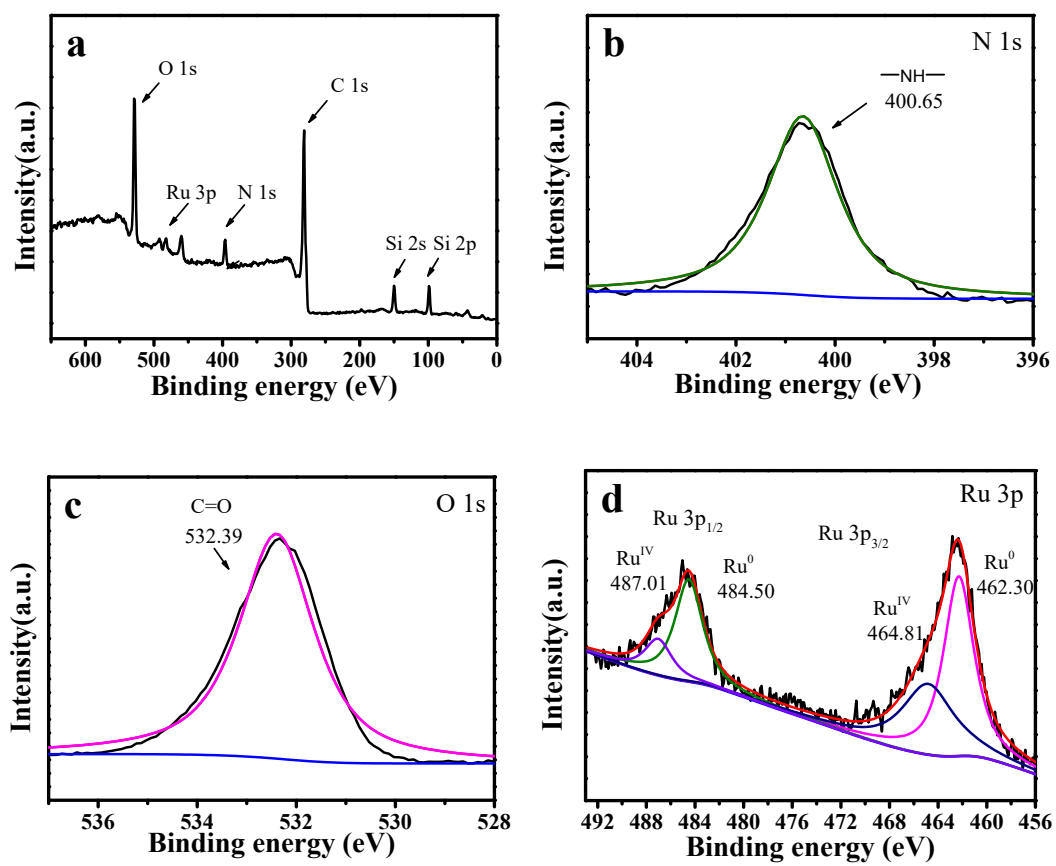 a
O 1s
C 1s
Ru 3p
N 1s
Si 2s
Si 2p
Intensity(a.u.)
600 500 400 300 200 100 0
Binding energy (eV)
b
N 1s
—NH—
400.65
Intensity(a.u.)
404 402 400 398 396
Binding energy (eV)
c
O 1s
C=O
532.39
Intensity(a.u.)
536 534 532 530 528
Binding energy (eV)
d
Ru 3p
Ru 3p1/2
Ru 3p3/2
RuIV
487.01
Ru0
484.50
RuIV
464.81
Ru0
462.30
Intensity(a.u.)
492 488 484 480 476 472 468 464 460 456
Binding energy (eV)